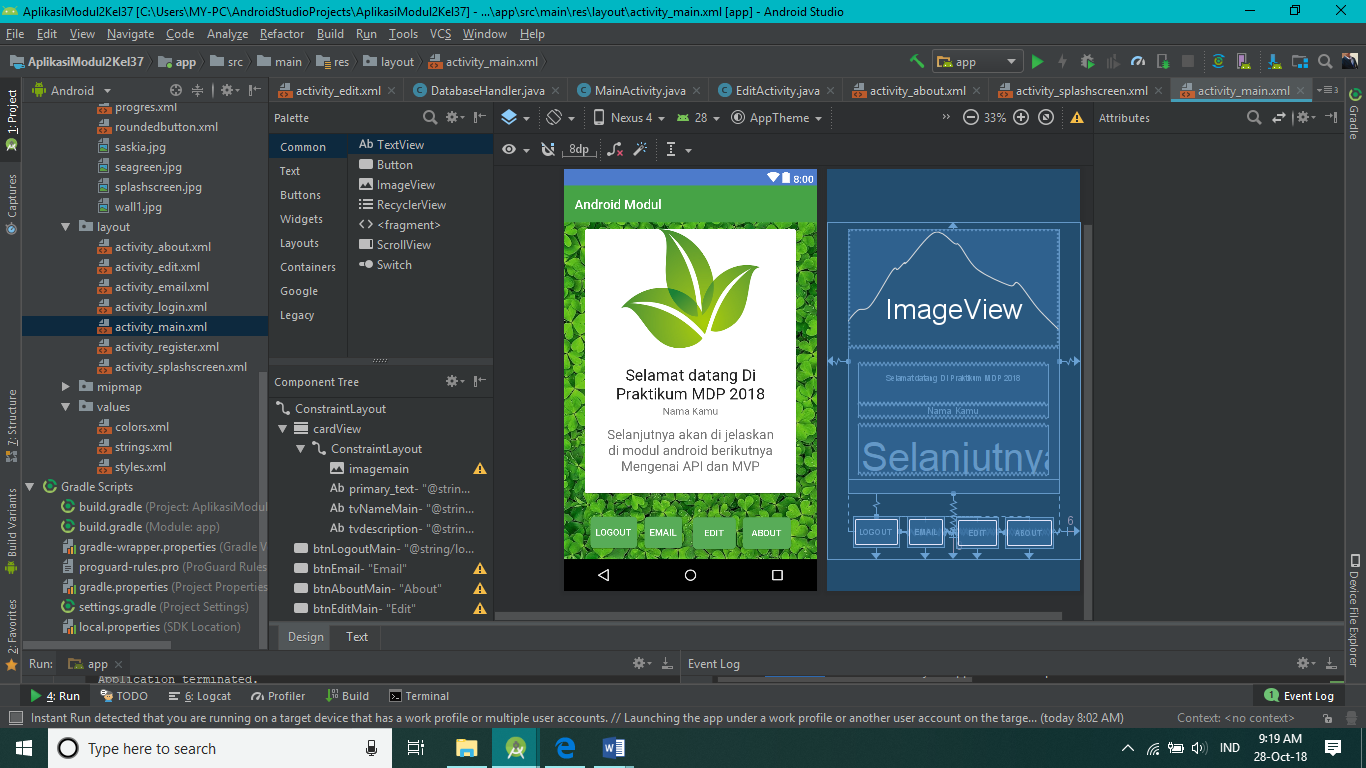 AplikasiModul2Kel37 [C:\Users\MY-PC\AndroidStudioProjects\AplikasiModul2Kel37] - ...\app\src\main\res\layout\activity_main.xml [app] - Android Studio
File Edit View Navigate Code Analyze Refactor Build Run Tools VCS Window Help
AplikasiModul2Kel37 app src main res layout activity_main.xml app
Android activity_edit.xml DatabaseHandler.java MainActivity.java EditActivity.java activity_about.xml activity_splashscreen.xml activity_main.xml
1: Project
Captures
7: Structure
Build Variants
2: Favorites
progres.xml
roundedbutton.xml
saskia.jpg
seagreen.jpg
splashscreen.jpg
wall1.jpg
layout
activity_about.xml
activity_edit.xml
activity_email.xml
activity_login.xml
activity_main.xml
activity_register.xml
activity_splashscreen.xml
mipmap
values
colors.xml
strings.xml
styles.xml
Gradle Scripts
build.gradle (Project: AplikasiModul
build.gradle (Module: app)
gradle-wrapper.properties (Gradle V
proguard-rules.pro (ProGuard Rules
gradle.properties (Project Properties
settings.gradle (Project Settings)
local.properties (SDK Location)
Palette
Common
Text
Buttons
Widgets
Layouts
Containers
Google
Legacy
Ab TextView
Button
ImageView
RecyclerView
<fragment>
ScrollView
Switch
Component Tree
ConstraintLayout
cardView
ConstraintLayout
imagemain
Ab primary_text- "@strin...
Ab tvNameMain- "@strin...
Ab tvdescription- "@strin...
btnLogoutMain- "@string/lo...
btnEmail- "Email"
btnAboutMain- "About"
btnEditMain- "Edit"
Design Text
Nexus 4 28 AppTheme 33%
8dp
8:00
Android Modul
Selamat datang Di
Praktikum MDP 2018
Nama Kamu
Selanjutnya akan di jelaskan
di modul android berikutnya
Mengenai API dan MVP
LOGOUT EMAIL EDIT ABOUT
ImageView
Selamat datang Di Praktikum MDP 2018
Nama Kamu
Selanjutnya
6
LOGOUT EMAIL EDIT ABOUT
Attributes
Gradle
Device File Explorer
Run: app
Event Log
Application terminated.
4: Run TODO 6: Logcat Profiler Build Terminal 1 Event Log
Instant Run detected that you are running on a target device that has a work profile or multiple user accounts. // Launching the app under a work profile or another user account on the targe... (today 8:02 AM) Context: <no context>
Type here to search
IND
9:19 AM
28-Oct-18